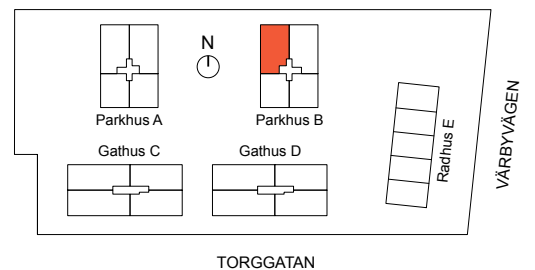 N
Parkhus A
Parkhus B
Gathus C
Gathus D
Radhus E
VÄRBYVÄGEN
TORGGATAN